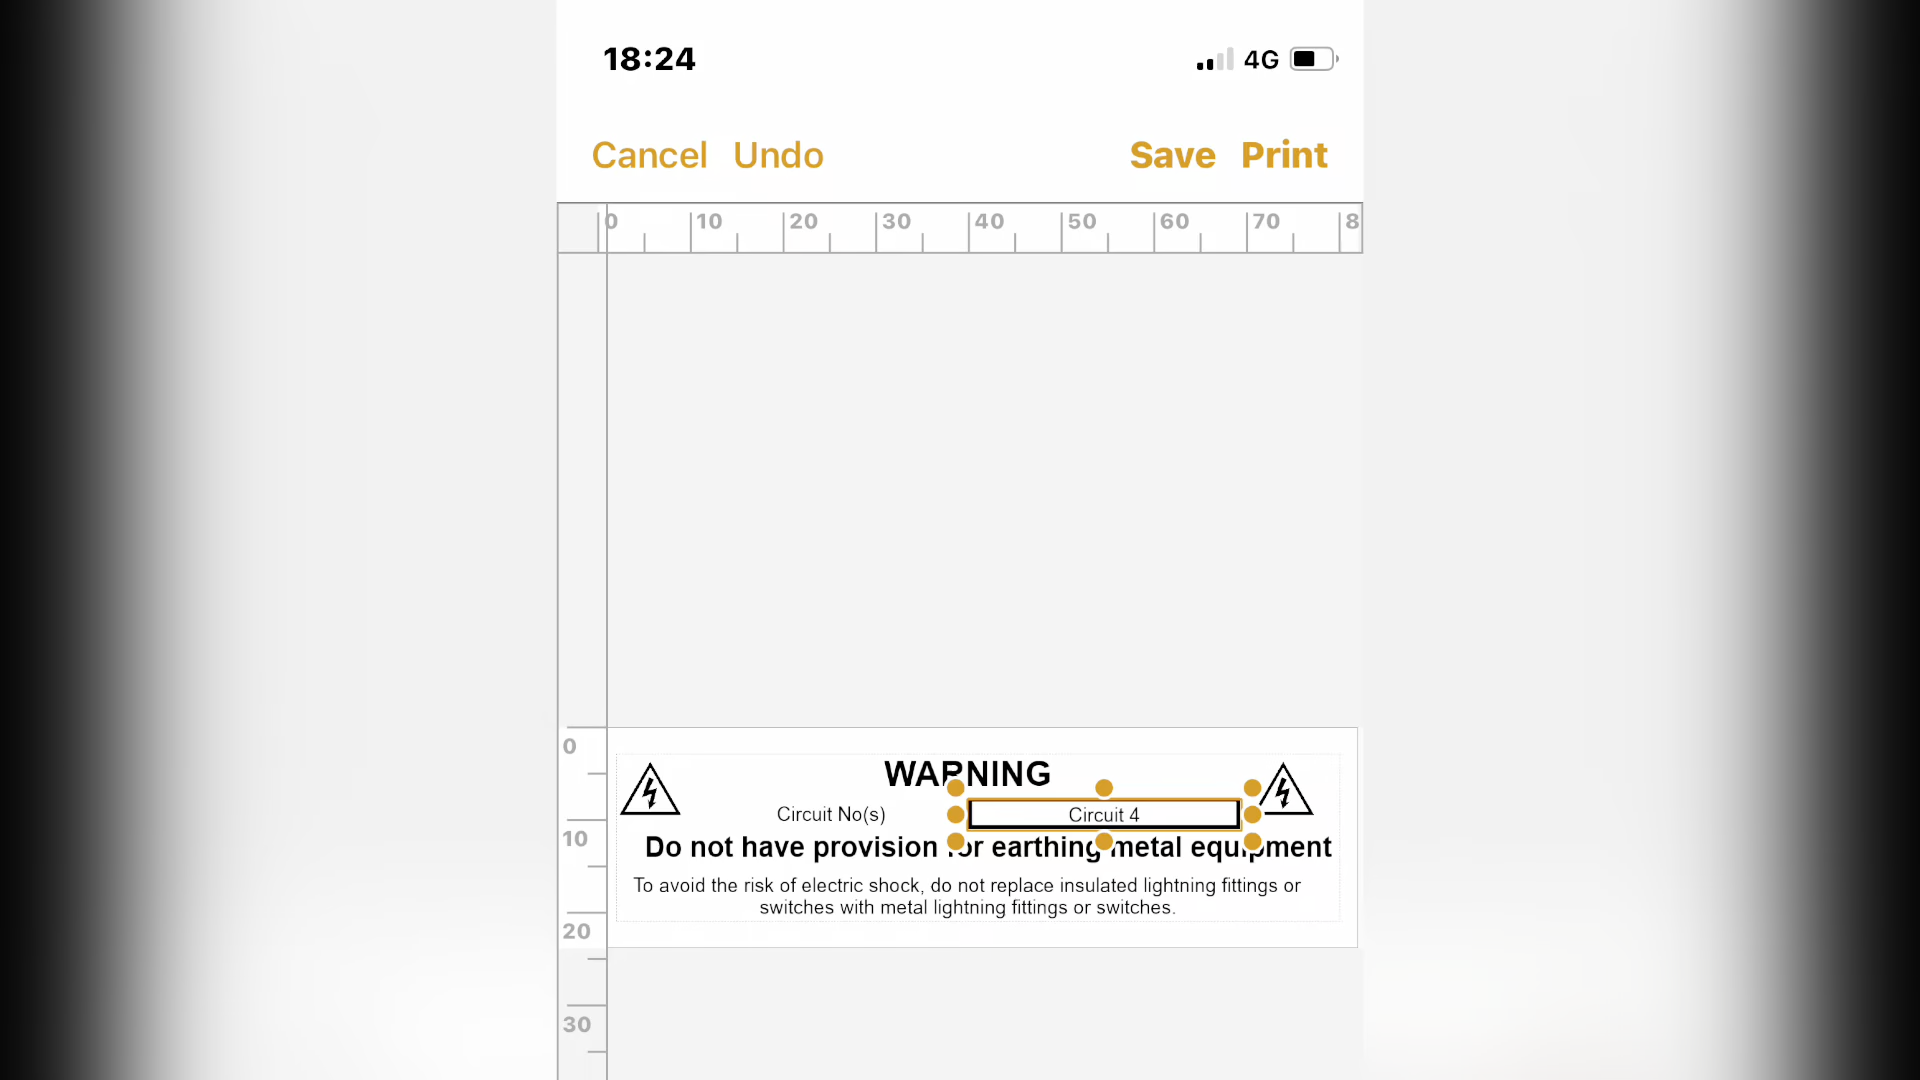 18:24
4G
Cancel Undo Save Print
0 10 20 30 40 50 60 70 8
0
WARNING
Circuit No(s) Circuit 4
10
Do not have provision for earthing metal equipment
To avoid the risk of electric shock, do not replace insulated lightning fittings or
switches with metal lightning fittings or switches.
20
30